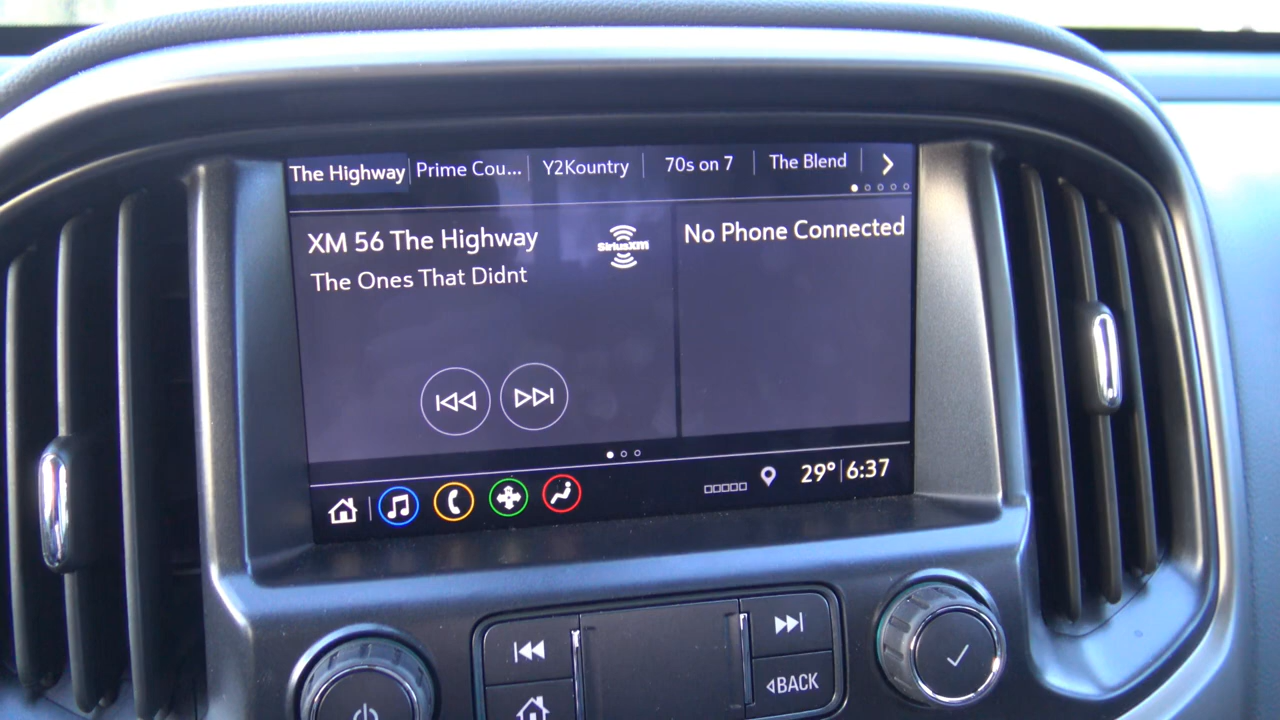 The Highway
Prime Cou...
Y2Kountry
70s on 7
The Blend
XM 56 The Highway
SiriusXM
No Phone Connected
The Ones That Didnt
29° 6:37
BACK